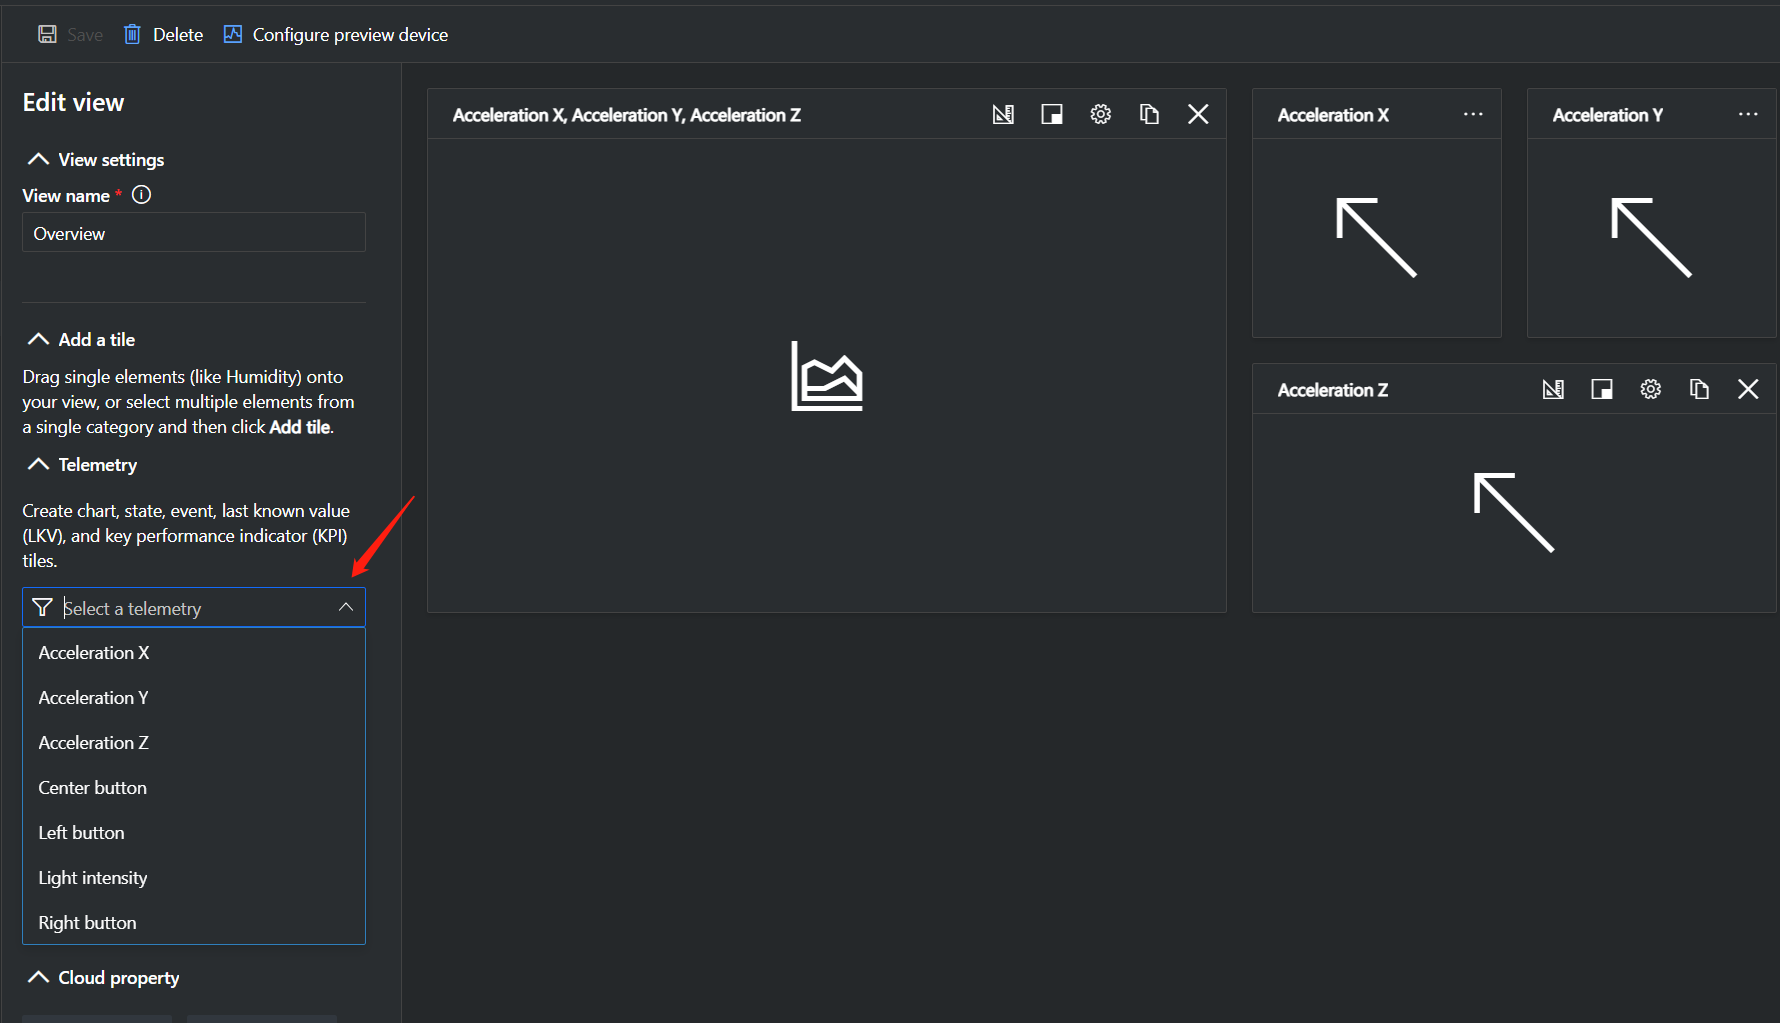 Save Delete Configure preview device
Edit view
View settings
View name *
Overview
Add a tile
Drag single elements (like Humidity) onto
your view, or select multiple elements from
a single category and then click Add tile.
Telemetry
Create chart, state, event, last known value
(LKV), and key performance indicator (KPI)
tiles.
Select a telemetry
Acceleration X
Acceleration Y
Acceleration Z
Center button
Left button
Light intensity
Right button
Cloud property
Acceleration X, Acceleration Y, Acceleration Z
Acceleration X
Acceleration Y
Acceleration Z